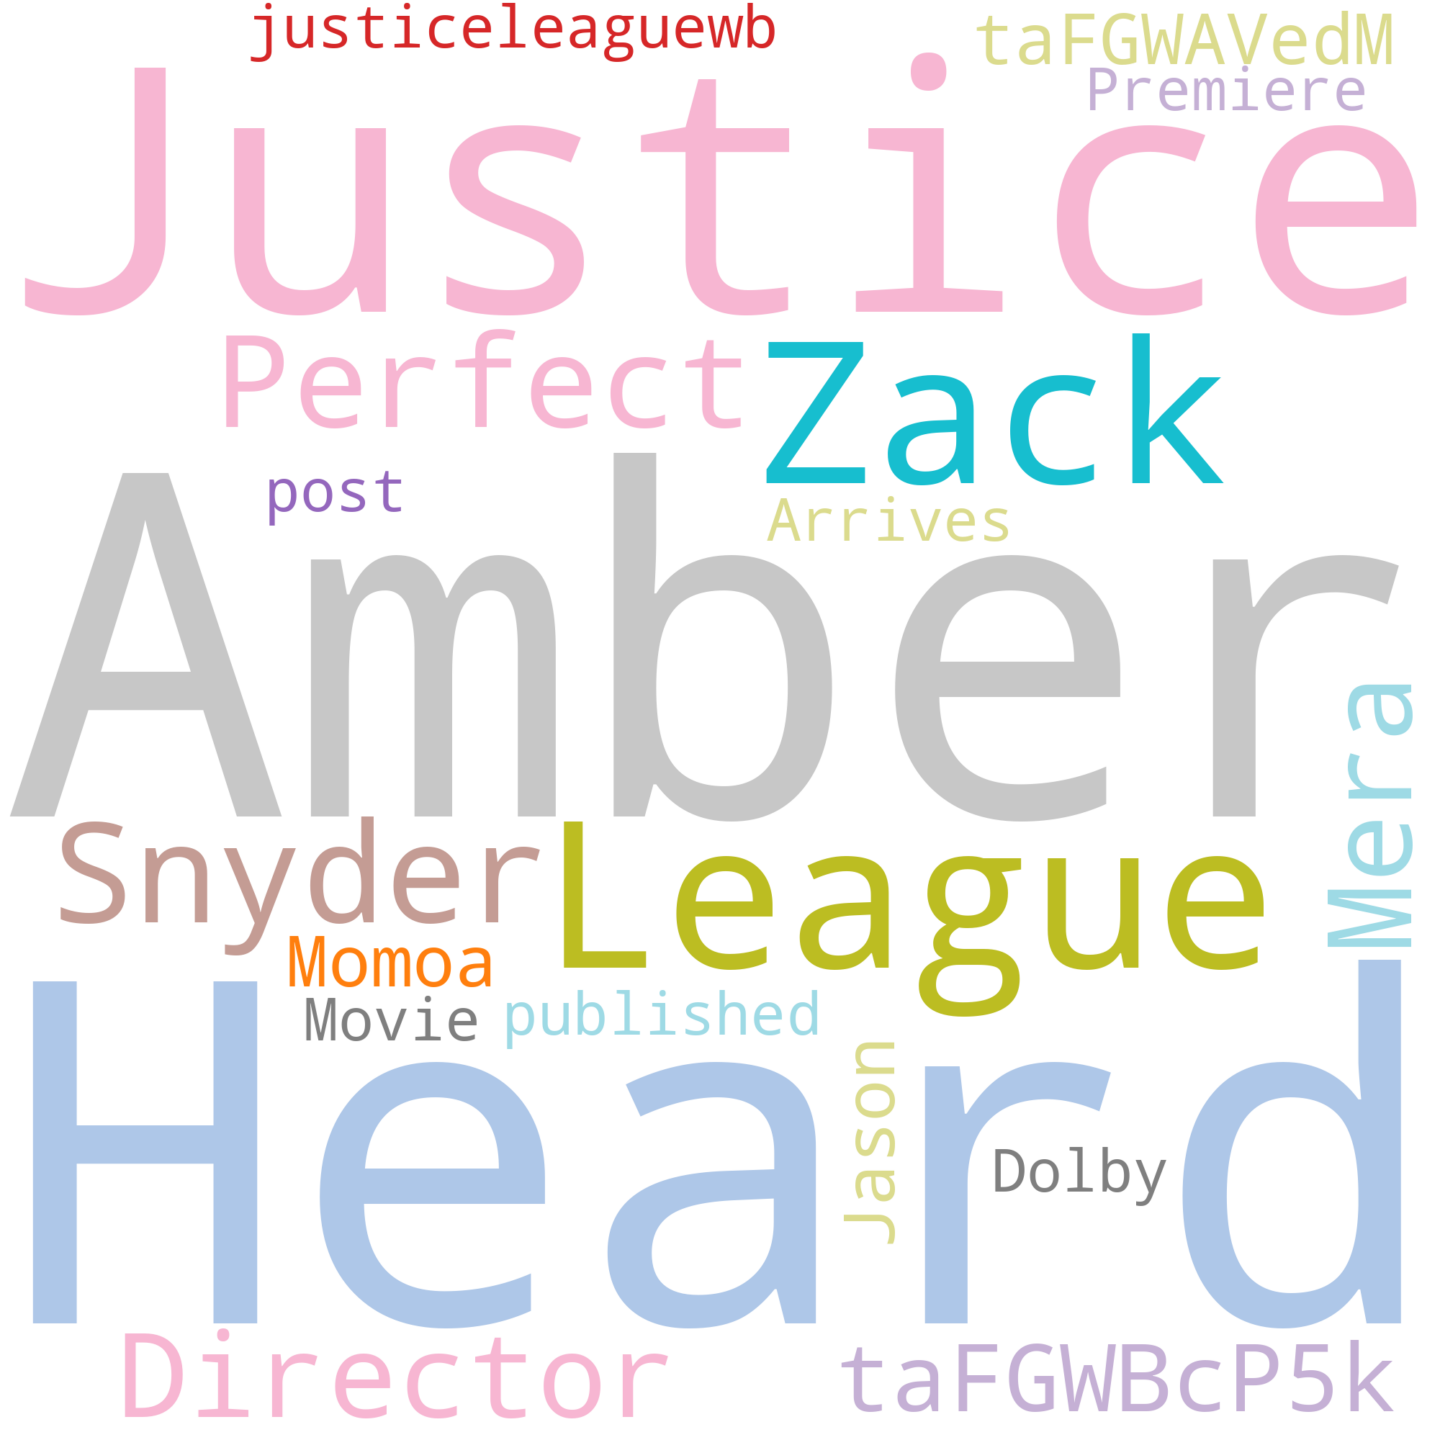 justiceleaguewb
taFGWAVedM
Premiere
Justice
Perfect
Zack
post
Arrives
Amber
Mera
Snyder
League
Momoa
Movie
published
Heard
Jason
Dolby
Director
taFGWBcP5k